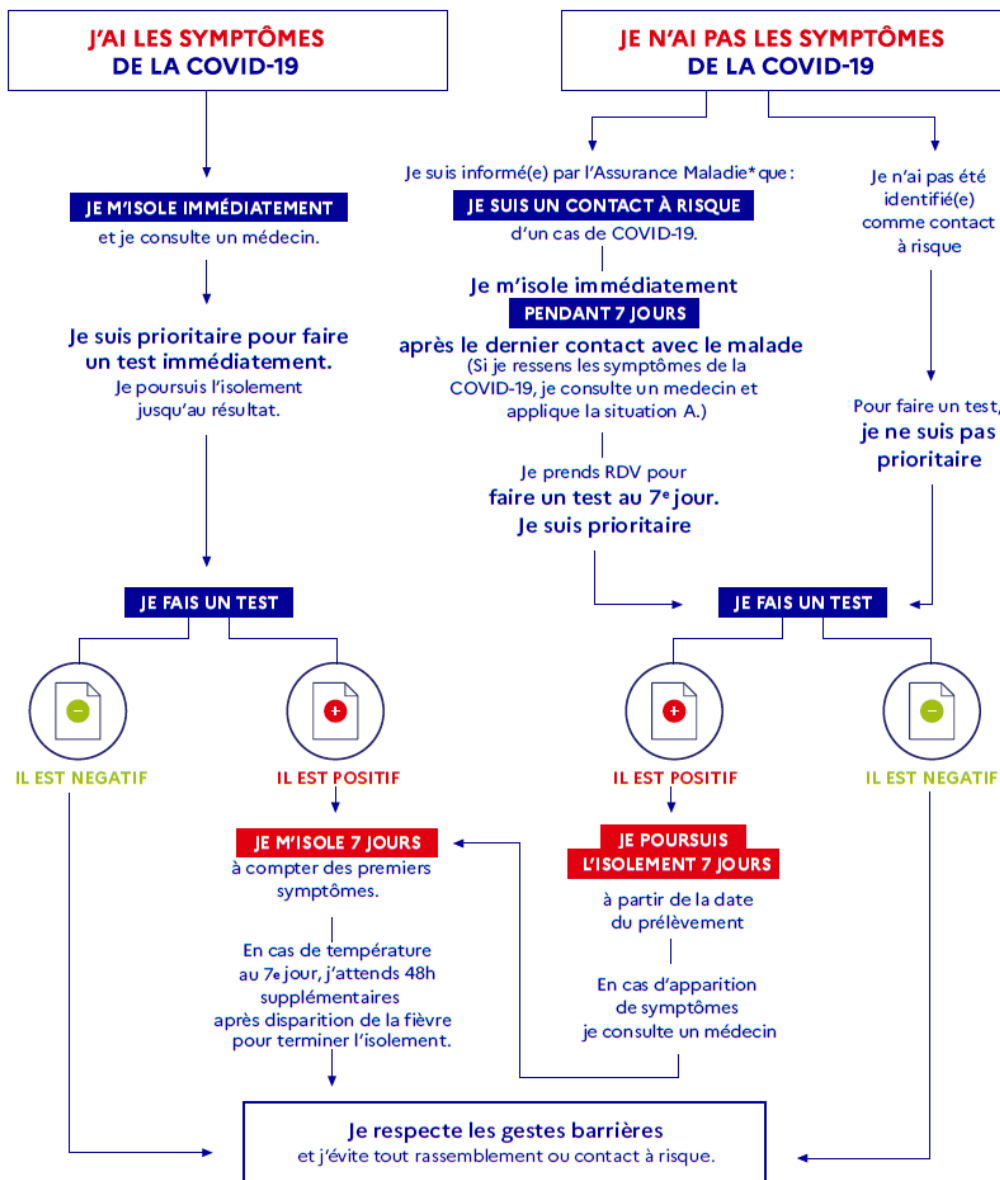 J'AI LES SYMPTÔMES
DE LA COVID-19
JE M'ISOLE IMMÉDIATEMENT
et je consulte un médecin.
Je suis prioritaire pour faire
un test immédiatement.
Je poursuis l'isolement
jusqu'au résultat.
JE FAIS UN TEST
IL EST NEGATIF
IL EST POSITIF
JE M'ISOLE 7 JOURS
à compter des premiers
symptômes.
En cas de température
au 7e jour, j'attends 48h
supplémentaires
après disparition de la fièvre
pour terminer l'isolement.
JE N'AI PAS LES SYMPTÔMES
DE LA COVID-19
Je suis informé(e) par l'Assurance Maladie* que :
JE SUIS UN CONTACT À RISQUE
d'un cas de COVID-19.
Je m'isole immédiatement
PENDANT 7 JOURS
après le dernier contact avec le malade
(Si je ressens les symptômes de la
COVID-19, je consulte un medecin et
applique la situation A.)
Je prends RDV pour
faire un test au 7e jour.
Je suis prioritaire
Je n'ai pas été
identifié(e)
comme contact
à risque
Pour faire un test,
je ne suis pas
prioritaire
JE FAIS UN TEST
IL EST POSITIF
IL EST NEGATIF
JE POURSUIS
L'ISOLEMENT 7 JOURS
à partir de la date
du prélèvement
En cas d'apparition
de symptômes
je consulte un médecin
Je respecte les gestes barrières
et j'évite tout rassemblement ou contact à risque.